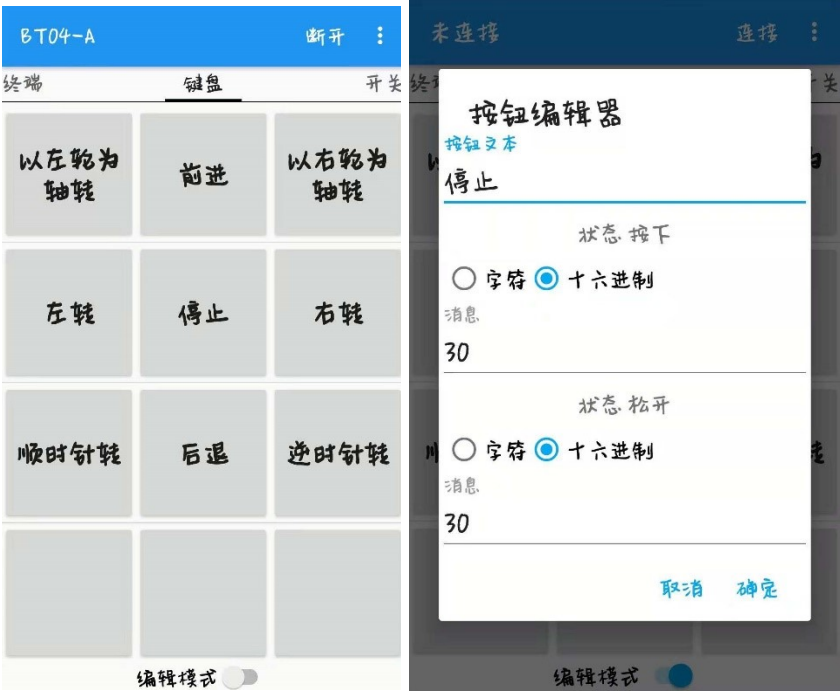 BT04-A
断开
终端
键盘
开关
以左轮为
轴转
前进
以右轮为
轴转
左转
停止
右转
顺时针转
后退
逆时针转
编辑模式
未连接
连接
按钮编辑器
按钮文本
停止
状态 按下
字符
十六进制
消息
30
状态 松开
字符
十六进制
消息
30
取消
确定
编辑模式